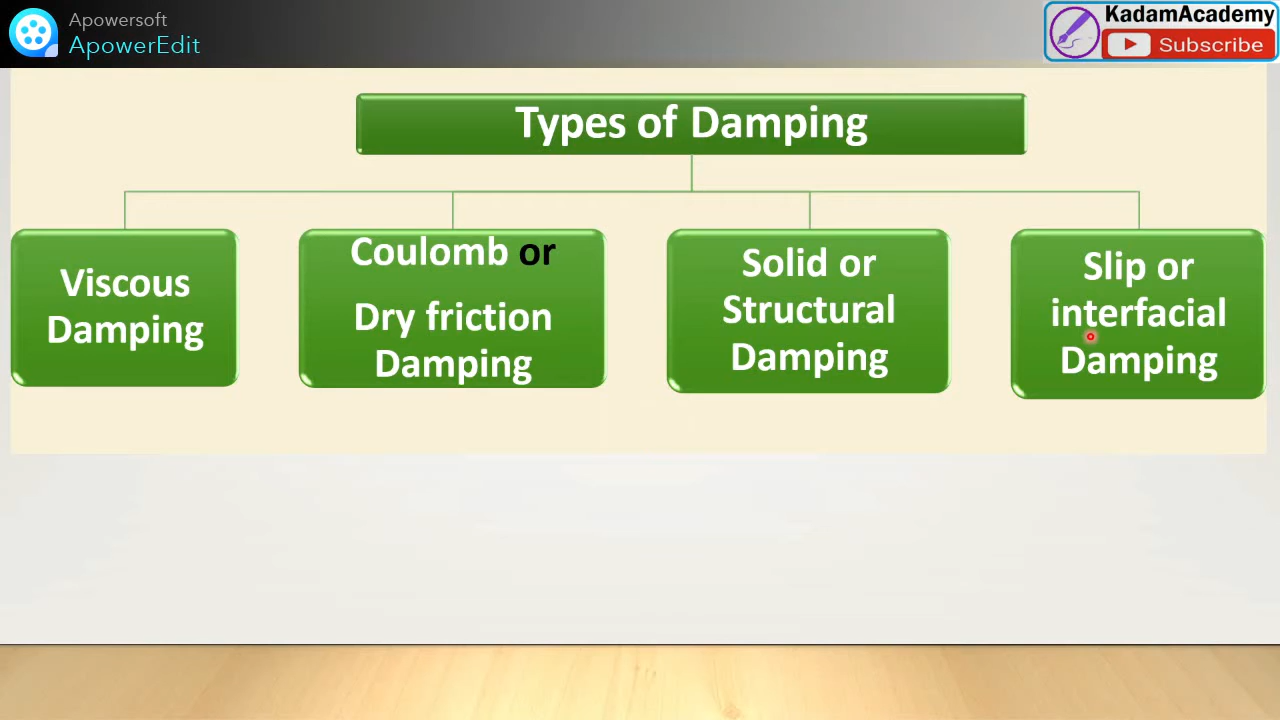 Apowersoft
ApowerEdit
KadamAcademy
Subscribe
Types of Damping
Viscous
Damping
Coulomb or
Dry friction
Damping
Solid or
Structural
Damping
Slip or
interfacial
Damping